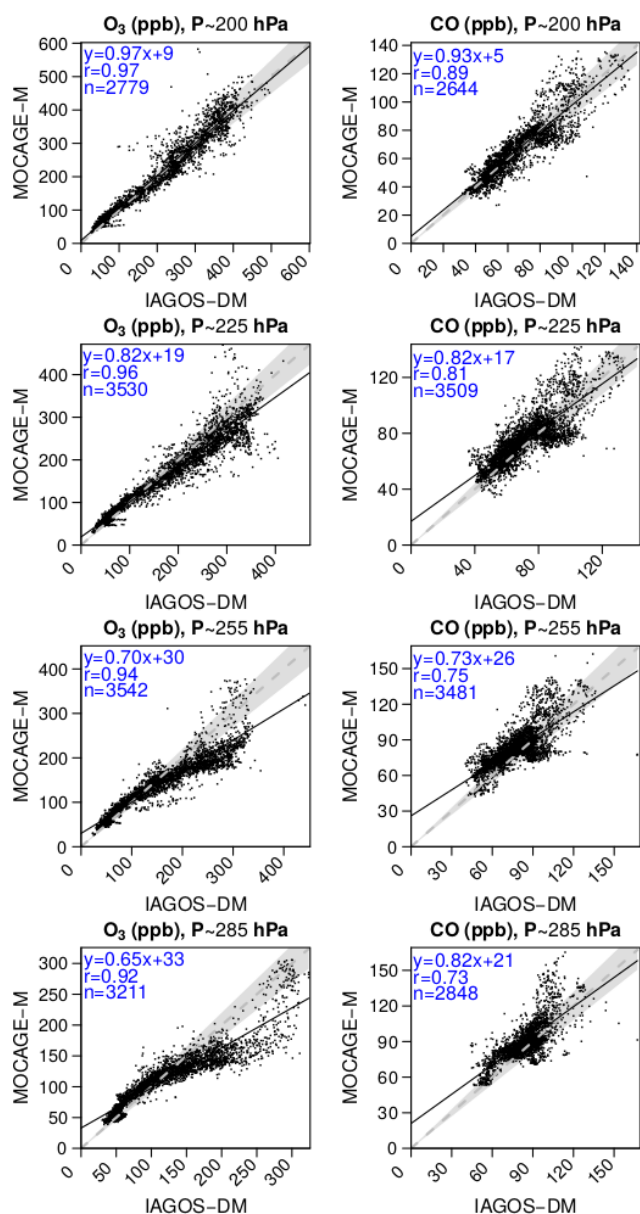 O₃ (ppb), P~200 hPa
y=0.97x+9
r=0.97
n=2779
MOCAGE−M
0
100
200
300
400
500
600
0
100
200
300
400
500
600
IAGOS−DM
CO (ppb), P~200 hPa
y=0.93x+5
r=0.89
n=2644
MOCAGE−M
0
20
40
60
80
100
120
140
0
20
40
60
80
100
120
140
IAGOS−DM
O₃ (ppb), P~225 hPa
y=0.82x+19
r=0.96
n=3530
MOCAGE−M
0
100
200
300
400
0
100
200
300
400
IAGOS−DM
CO (ppb), P~225 hPa
y=0.82x+17
r=0.81
n=3509
MOCAGE−M
0
40
80
120
0
40
80
120
IAGOS−DM
O₃ (ppb), P~255 hPa
y=0.70x+30
r=0.94
n=3542
MOCAGE−M
0
100
200
300
400
0
100
200
300
400
IAGOS−DM
CO (ppb), P~255 hPa
y=0.73x+26
r=0.75
n=3481
MOCAGE−M
0
30
60
90
120
150
0
30
60
90
120
150
IAGOS−DM
O₃ (ppb), P~285 hPa
y=0.65x+33
r=0.92
n=3211
MOCAGE−M
0
50
100
150
200
250
300
0
50
100
150
200
250
300
IAGOS−DM
CO (ppb), P~285 hPa
y=0.82x+21
r=0.73
n=2848
MOCAGE−M
0
30
60
90
120
150
0
30
60
90
120
150
IAGOS−DM